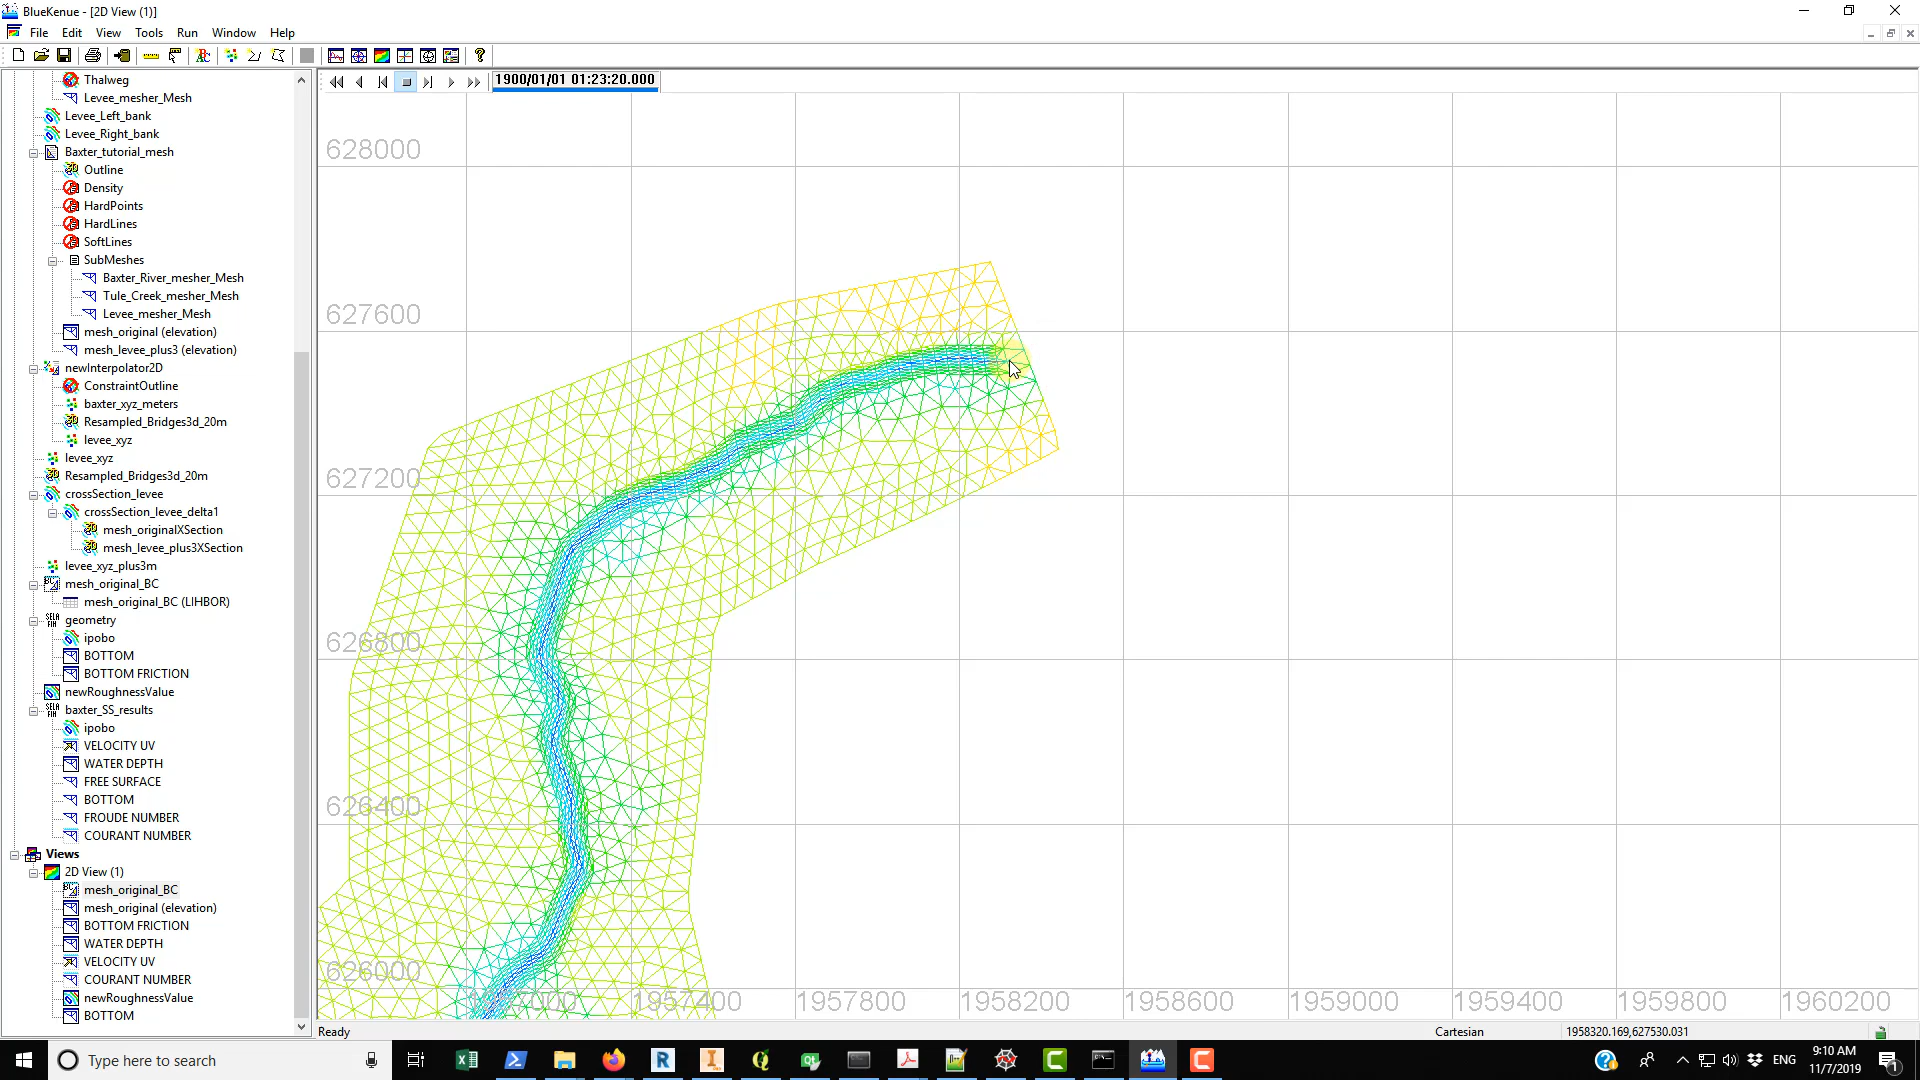 BlueKenue - [2D View (1)]
File Edit View Tools Run Window Help
1900/01/01 01:23:20.000
Thalweg
Levee_mesher_Mesh
Levee_Left_bank
Levee_Right_bank
Baxter_tutorial_mesh
Outline
Density
HardPoints
HardLines
SoftLines
SubMeshes
Baxter_River_mesher_Mesh
Tule_Creek_mesher_Mesh
Levee_mesher_Mesh
mesh_original (elevation)
mesh_levee_plus3 (elevation)
newInterpolator2D
ConstraintOutline
baxter_xyz_meters
Resampled_Bridges3d_20m
levee_xyz
levee_xyz
Resampled_Bridges3d_20m
crossSection_levee
crossSection_levee_delta1
mesh_originalXSection
mesh_levee_plus3XSection
levee_xyz_plus3m
mesh_original_BC
mesh_original_BC (LIHBOR)
geometry
ipobo
BOTTOM
BOTTOM FRICTION
newRoughnessValue
baxter_SS_results
ipobo
VELOCITY UV
WATER DEPTH
FREE SURFACE
BOTTOM
FROUDE NUMBER
COURANT NUMBER
Views
2D View (1)
mesh_original_BC
mesh_original (elevation)
BOTTOM FRICTION
WATER DEPTH
VELOCITY UV
COURANT NUMBER
newRoughnessValue
BOTTOM
628000
627600
627200
626800
626400
626000
1957400 1957800 1958200 1958600 1959000 1959400 1959800 1960200
Ready Cartesian 1958320.169,627530.031
Type here to search
ENG
9:10 AM
11/7/2019